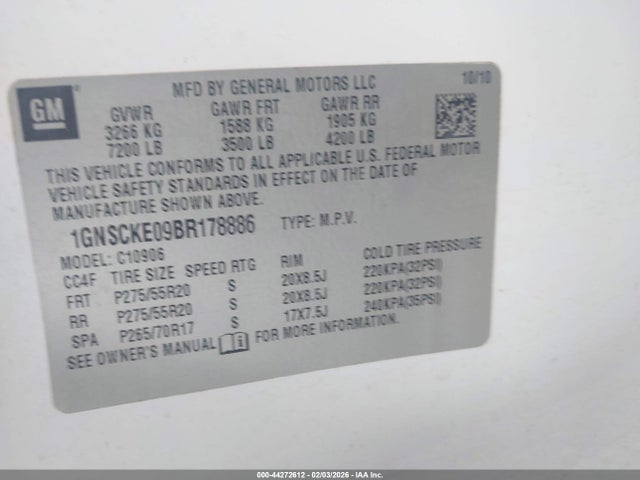 GM
MFD BY GENERAL MOTORS LLC 10/10
GVWR GAWR FRT GAWR RR
3266 KG 1588 KG 1905 KG
7200 LB 3500 LB 4200 LB
THIS VEHICLE CONFORMS TO ALL APPLICABLE U.S. FEDERAL MOTOR
VEHICLE SAFETY STANDARDS IN EFFECT ON THE DATE OF
MANUFACTURE SHOWN ABOVE.
1GNSCKE09BR178886 TYPE: M.P.V.
MODEL: C10906
CC4F TIRE SIZE SPEED RTG RIM COLD TIRE PRESSURE
FRT P275/55R20 S 20X8.5J 220KPA(32PSI)
RR P275/55R20 S 20X8.5J 220KPA(32PSI)
SPA P265/70R17 S 17X7.5J 240KPA(35PSI)
SEE OWNER'S MANUAL FOR MORE INFORMATION.
000-44272612 - 02/03/2026 - IAA Inc.